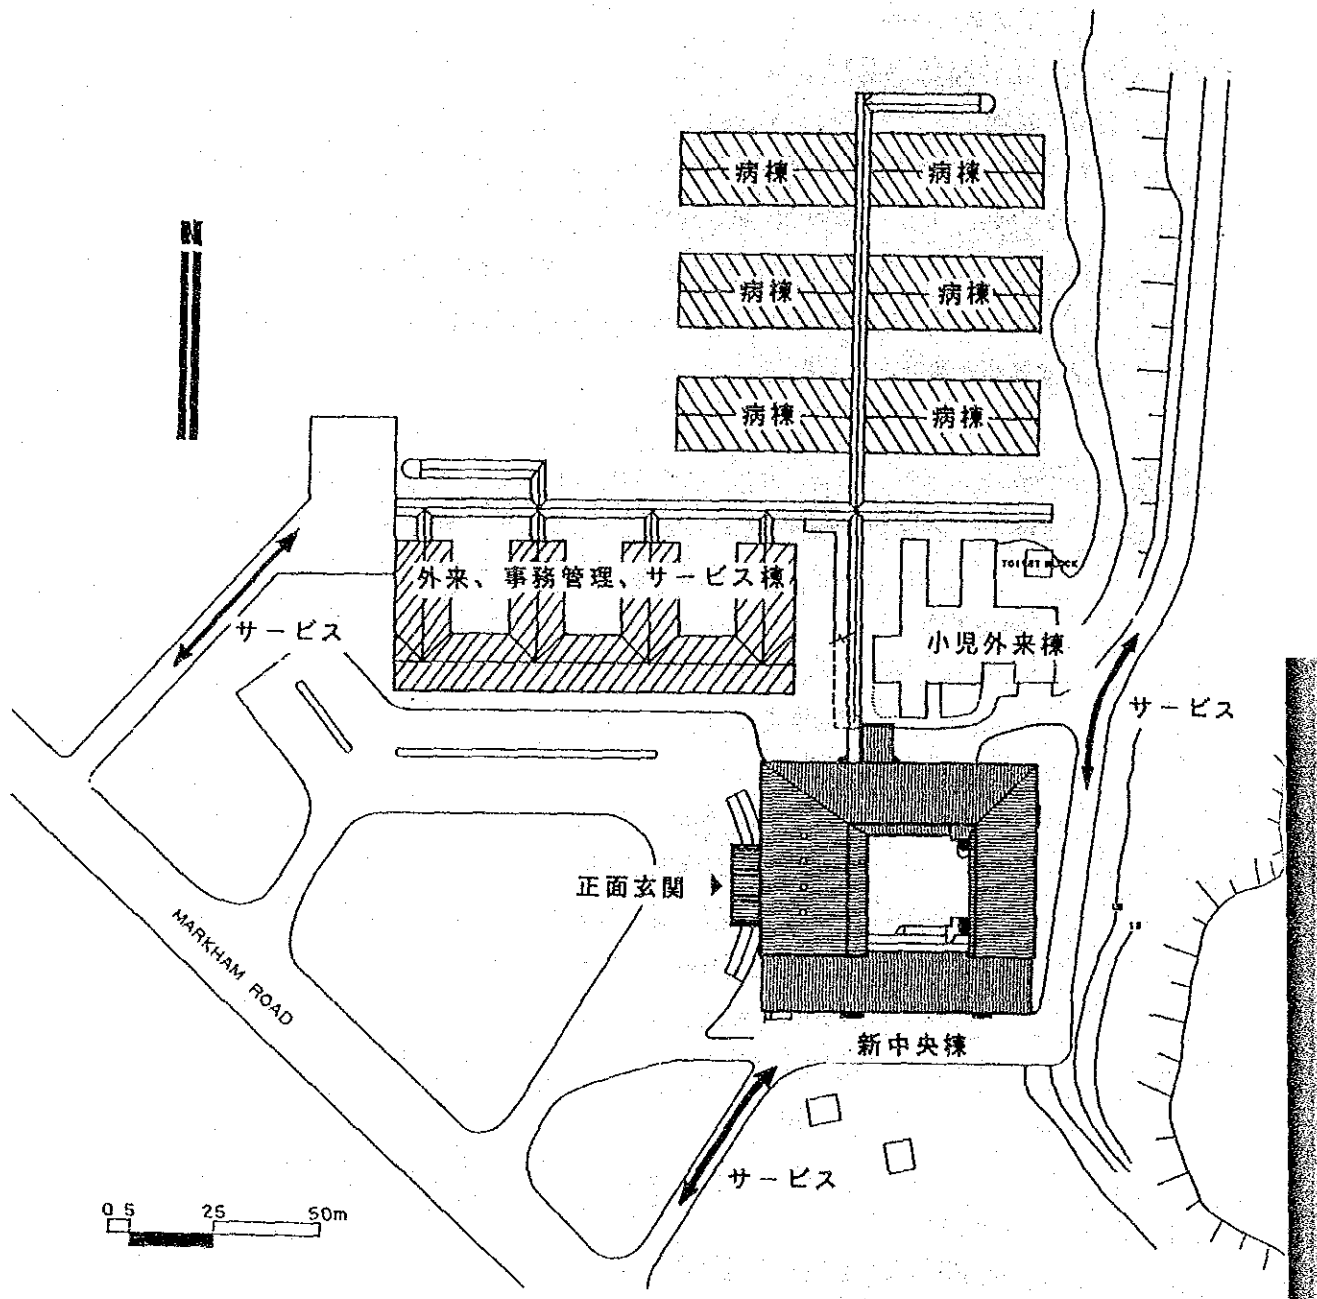 病棟 病棟
N
病棟 病棟
病棟 病棟
TOILET BLOCK
外来、事務管理、サービス棟
サービス
小児外来棟
サービス
正面玄関
MARKHAM ROAD
新中央棟
サービス
0 5 25 50m